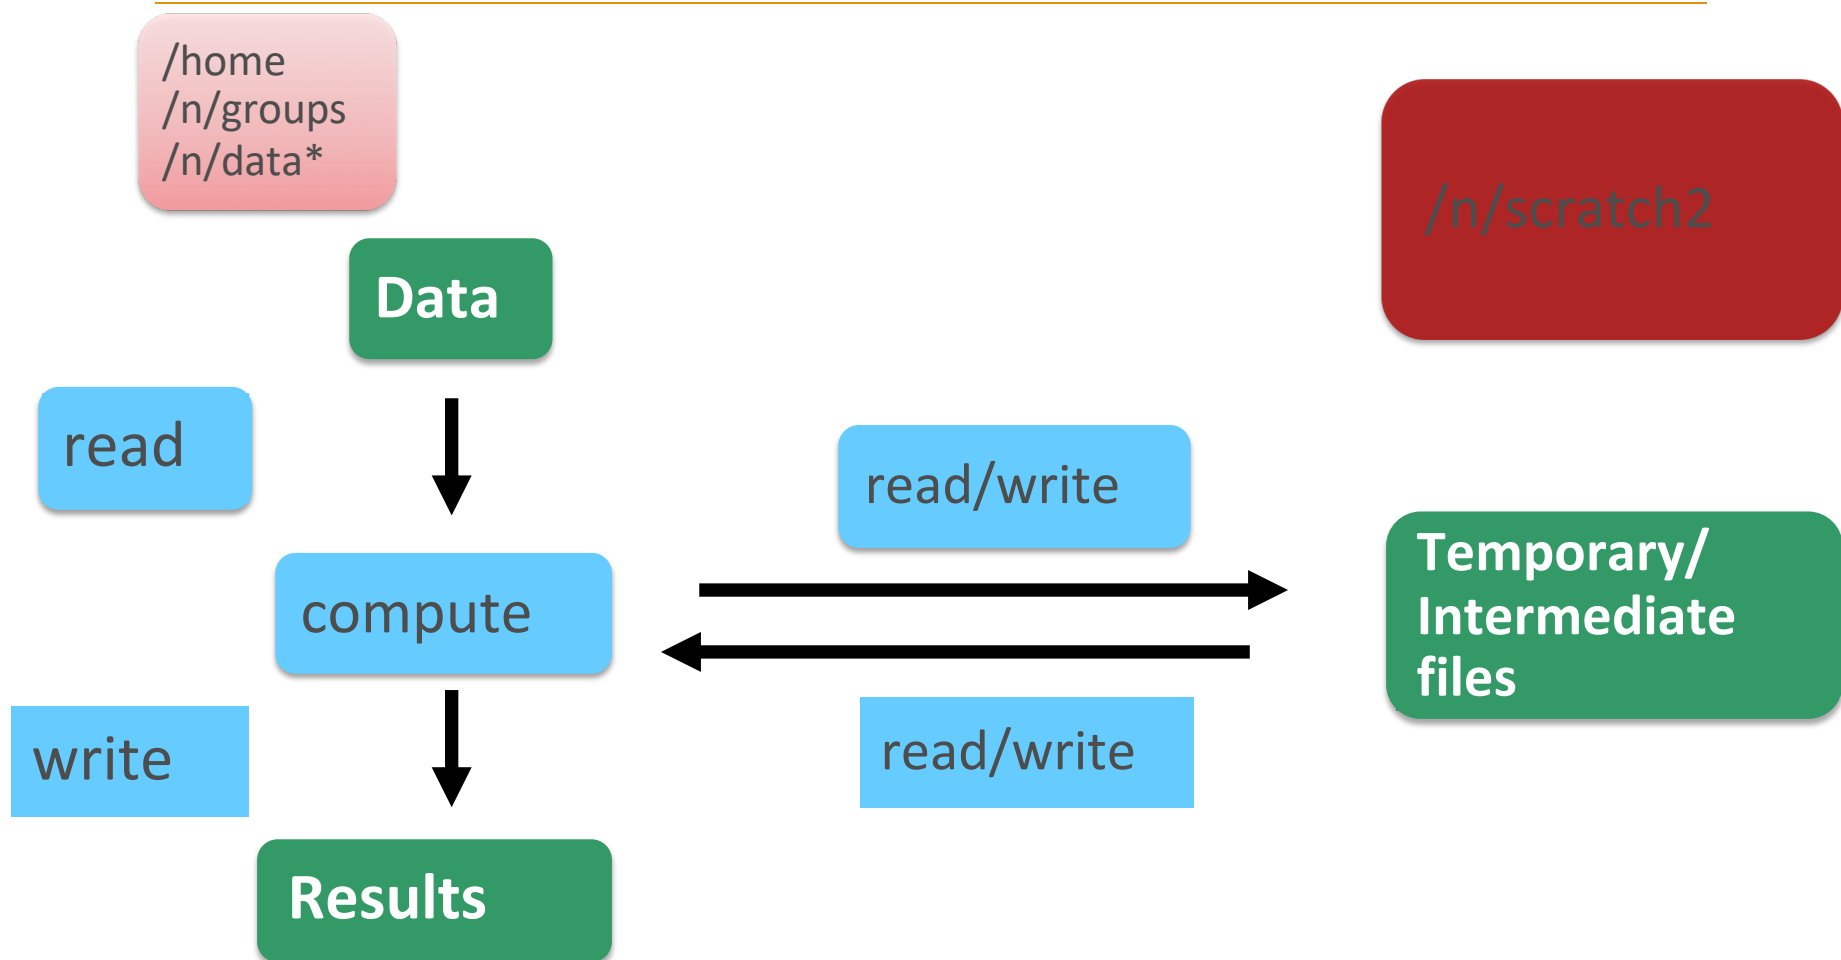 /home
/n/groups
/n/data*
/n/scratch2
Data
read
read/write
compute
Temporary/
Intermediate
files
write
read/write
Results